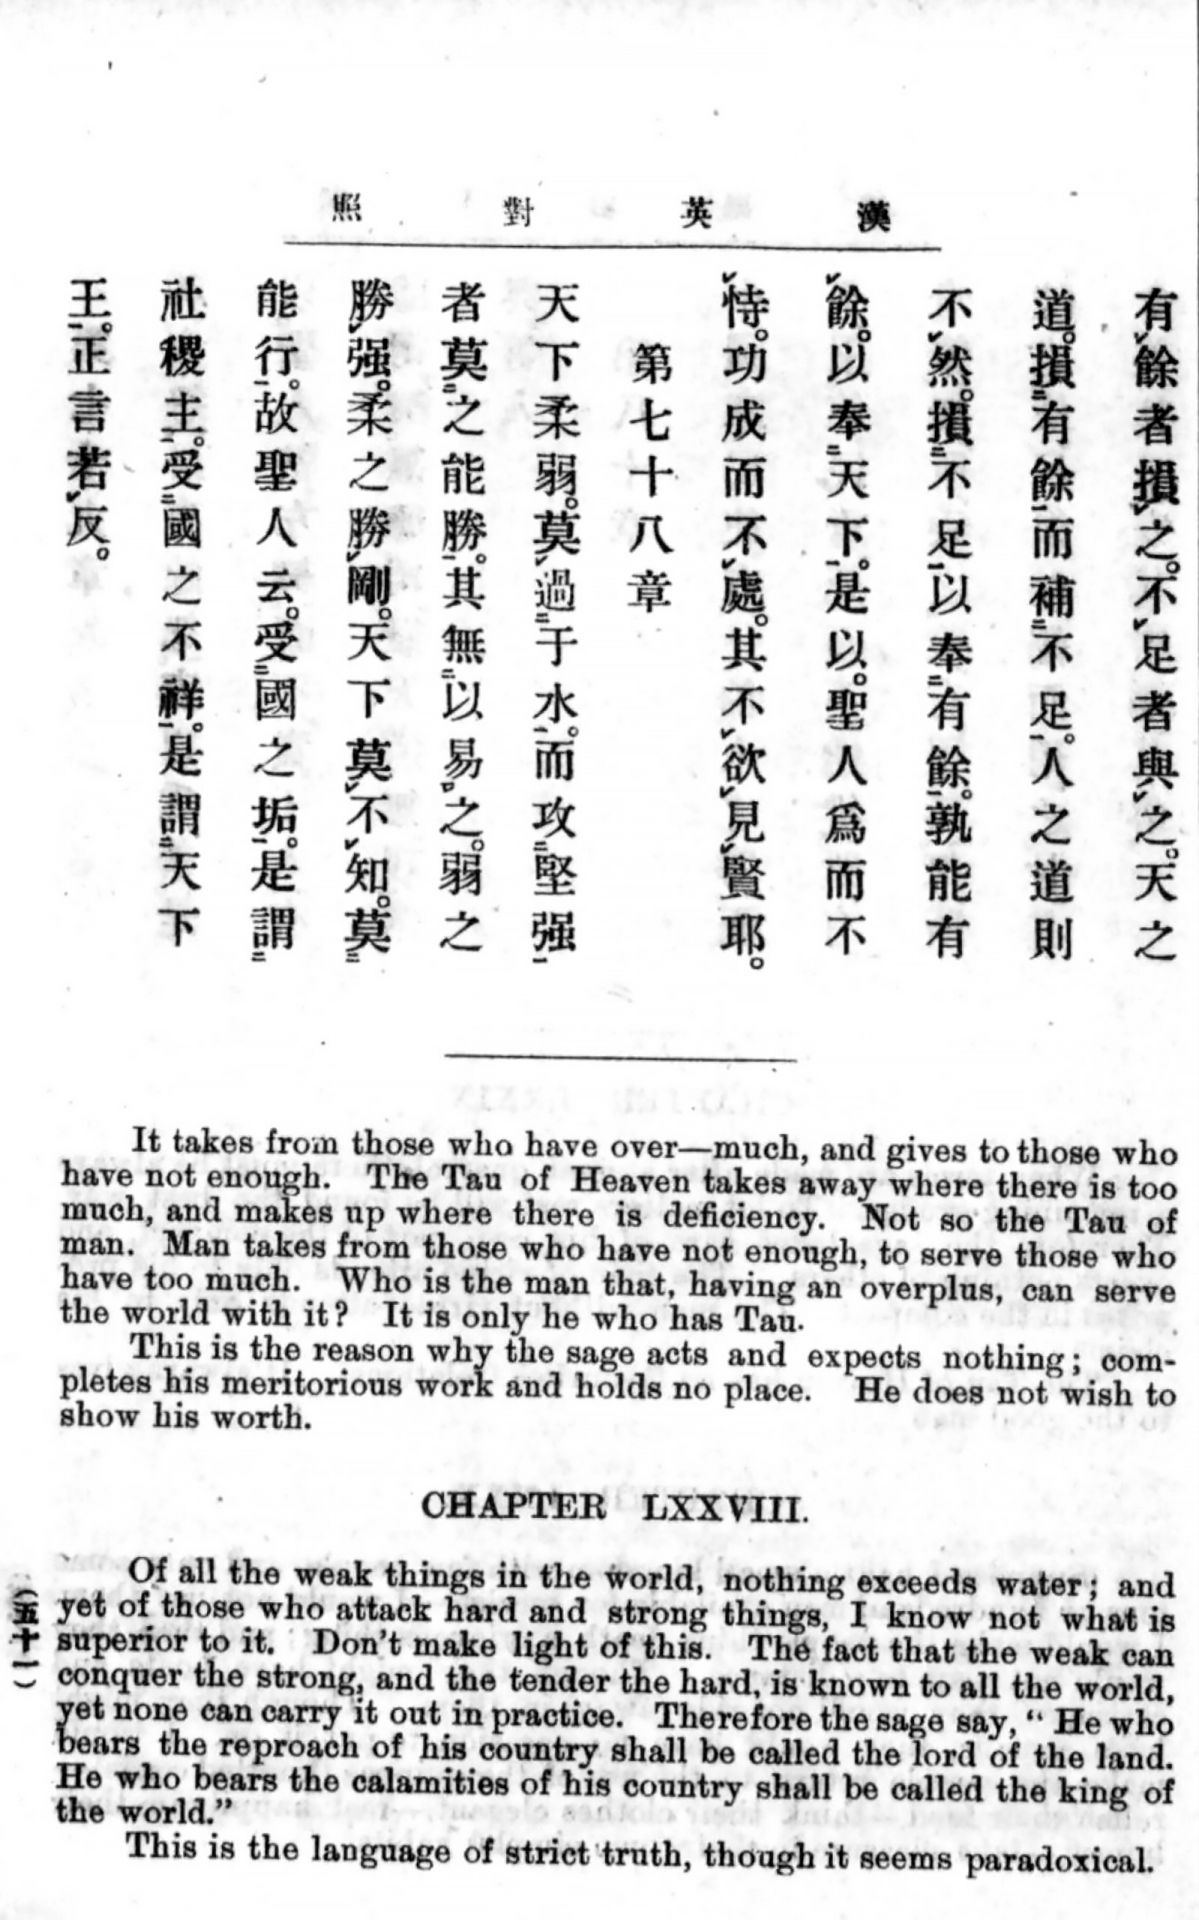 漢英對照
有餘者損之。不足者與之。天之
道。損有餘而補不足。人之道則
不然。損不足以奉有餘。孰能有
餘。以奉天下。是以。聖人爲而不
恃。功成而不處。其不欲見賢耶。
第七十八章
天下柔弱。莫過于水。而攻堅强
者莫之能勝。其無以易之。弱之
勝强。柔之勝剛。天下莫不知。莫
能行。故聖人云。受國之垢。是謂
社稷主。受國之不祥。是謂天下
王。正言若反。
It takes from those who have over—much, and gives to those who
have not enough. The Tau of Heaven takes away where there is too
much, and makes up where there is deficiency. Not so the Tau of
man. Man takes from those who have not enough, to serve those who
have too much. Who is the man that, having an overplus, can serve
the world with it? It is only he who has Tau.
This is the reason why the sage acts and expects nothing; com-
pletes his meritorious work and holds no place. He does not wish to
show his worth.
CHAPTER LXXVIII.
Of all the weak things in the world, nothing exceeds water; and
yet of those who attack hard and strong things, I know not what is
superior to it. Don't make light of this. The fact that the weak can
conquer the strong, and the tender the hard, is known to all the world,
yet none can carry it out in practice. Therefore the sage say, “ He who
bears the reproach of his country shall be called the lord of the land.
He who bears the calamities of his country shall be called the king of
the world.”
This is the language of strict truth, though it seems paradoxical.
(五十一)